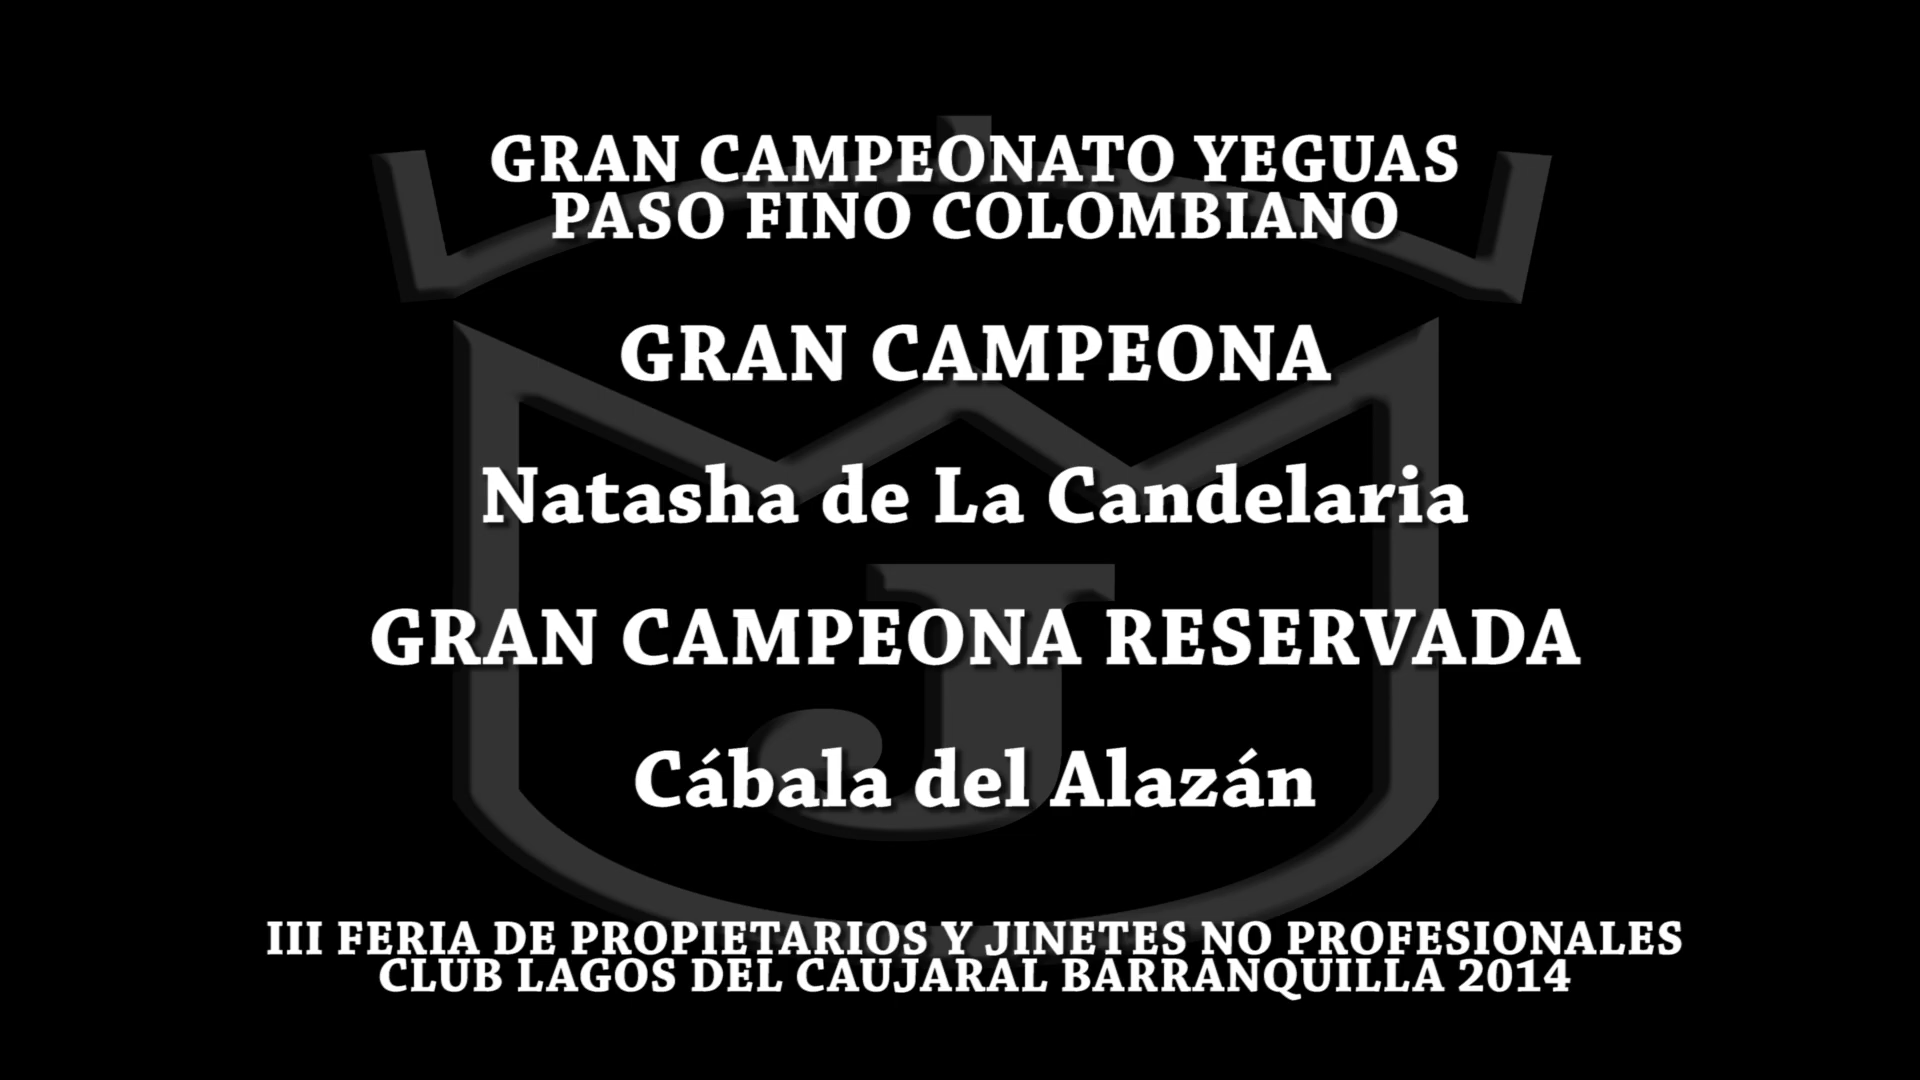 GRAN CAMPEONATO YEGUAS
PASO FINO COLOMBIANO
GRAN CAMPEONA
Natasha de La Candelaria
GRAN CAMPEONA RESERVADA
J
Cábala del Alazán
III FERIA DE PROPIETARIOS Y JINETES NO PROFESIONALES
CLUB LAGOS DEL CAUJARAL BARRANQUILLA 2014